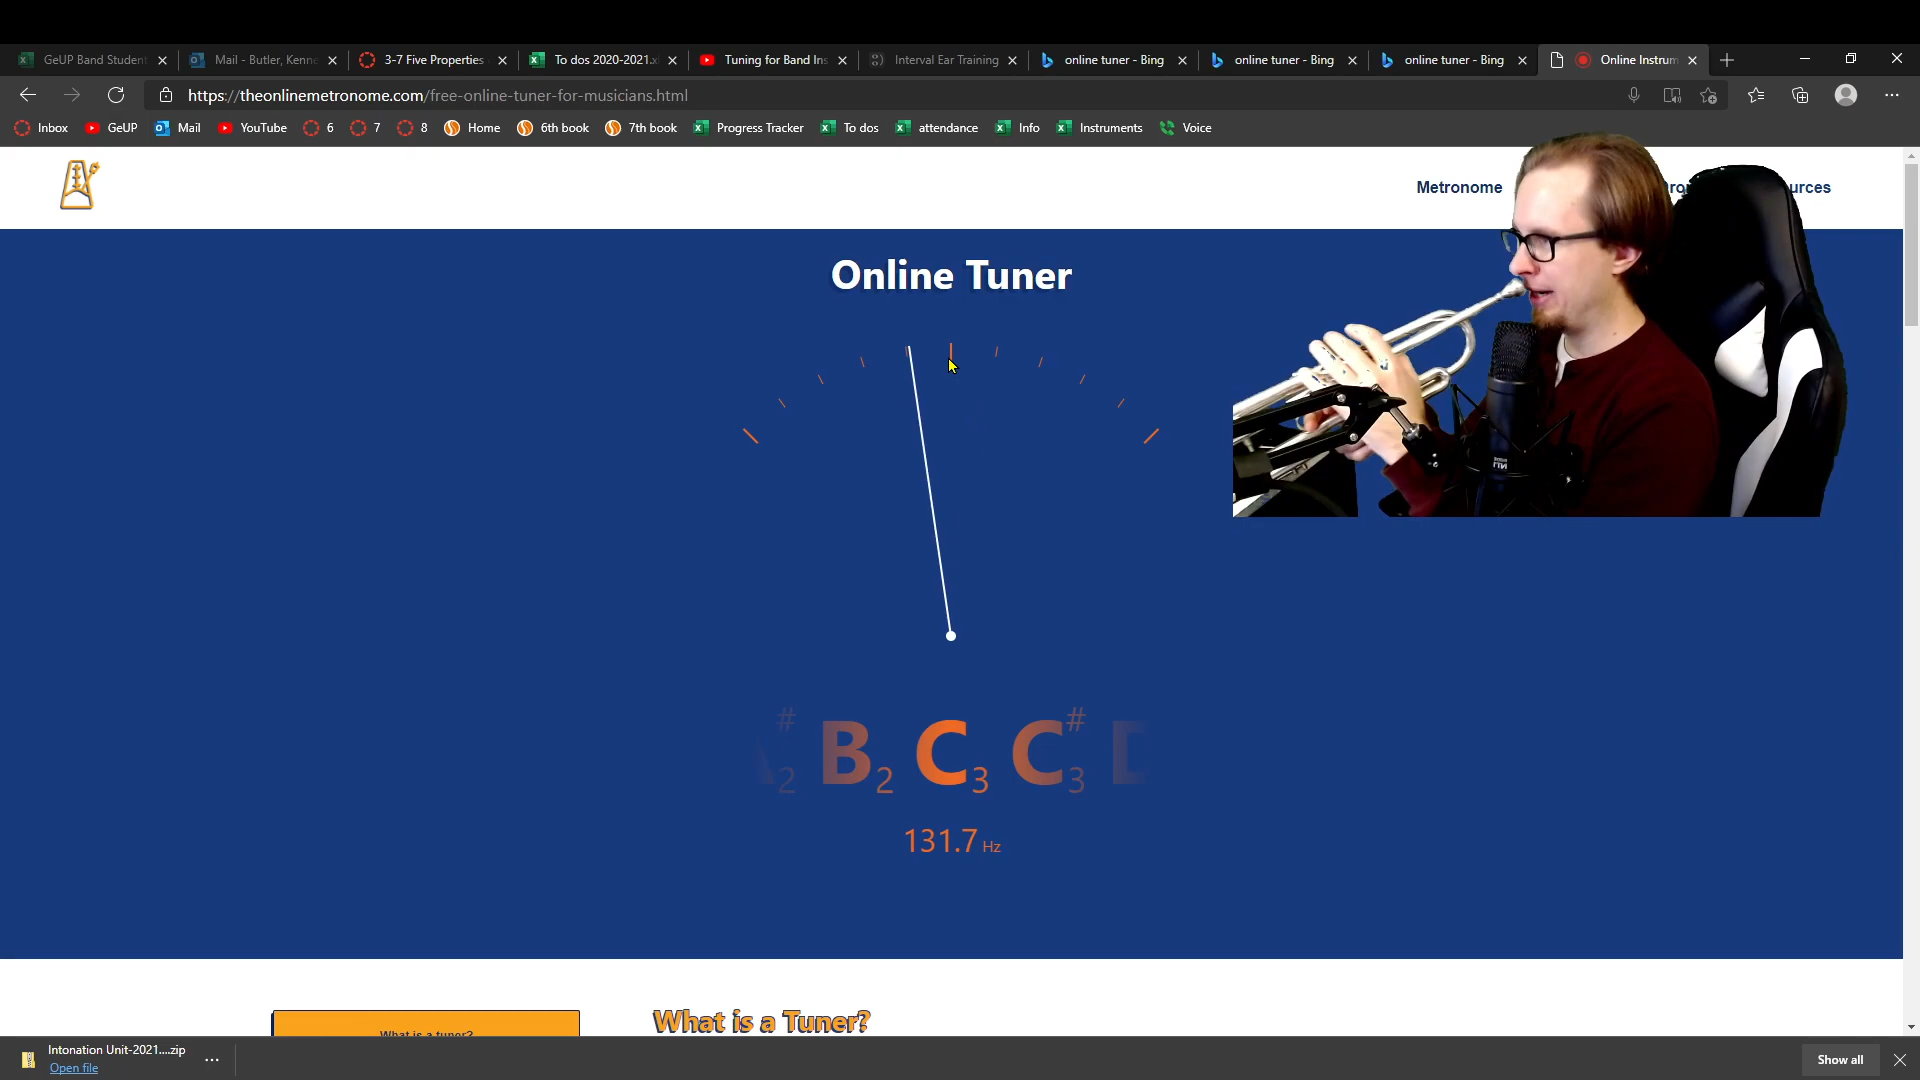 GeUP Band Student
Mail - Butler, Kenne
3-7 Five Properties
To dos 2020-2021.x
Tuning for Band Ins
Interval Ear Training
online tuner - Bing
online tuner - Bing
online tuner - Bing
Online Instrum
https://theonlinemetronome.com/free-online-tuner-for-musicians.html
Inbox
GeUP
Mail
YouTube
6
7
8
Home
6th book
7th book
Progress Tracker
To dos
attendance
Info
Instruments
Voice
Metronome
urces
Online Tuner
#
2
B2
C3
C#3
D
131.7 Hz
What is a tuner?
What is a Tuner?
Intonation Unit-2021....zip
Open file
Show all